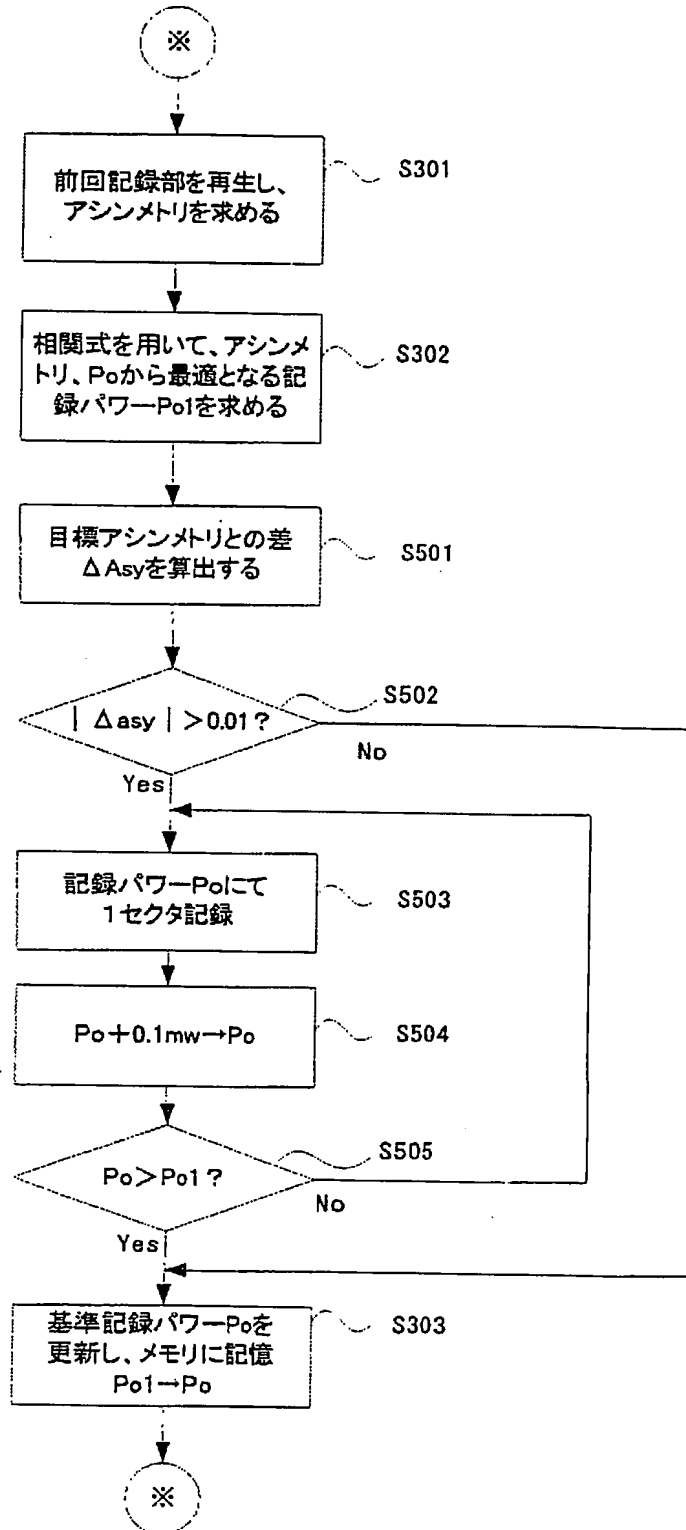 ※
前回記録部を再生し、
アシンメトリを求める
S301
相関式を用いて、アシンメ
トリ、Poから最適となる記
録パワーPo1を求める
S302
目標アシンメトリとの差
ΔAsyを算出する
S501
| Δasy | >0.01?
S502
No
Yes
記録パワーPoにて
1セクタ記録
S503
Po+0.1mw→Po
S504
Po>Po1?
S505
No
Yes
基準記録パワーPoを
更新し、メモリに記憶
Po1→Po
S303
※